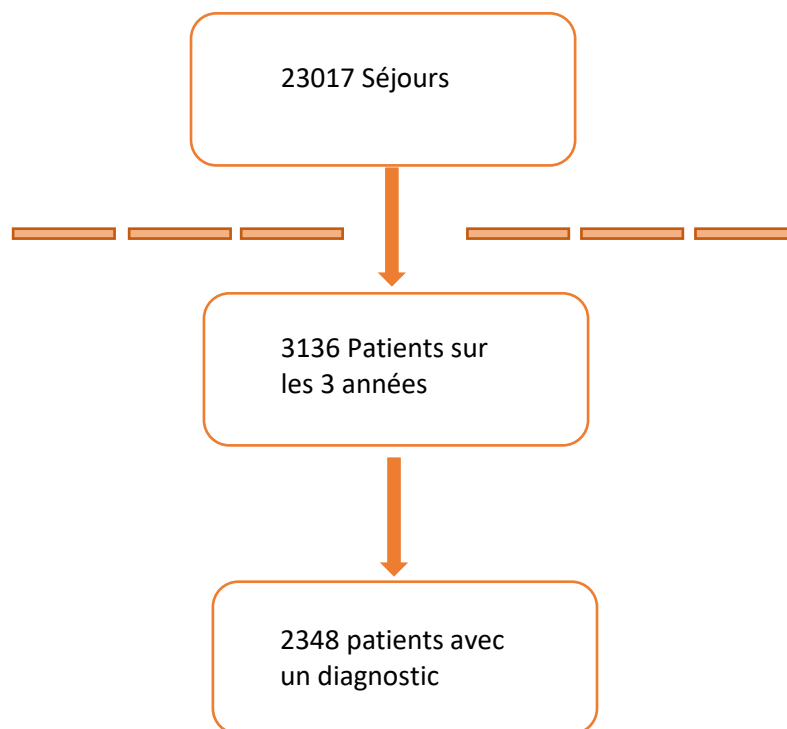 23017 Séjours
3136 Patients sur
les 3 années
2348 patients avec
un diagnostic